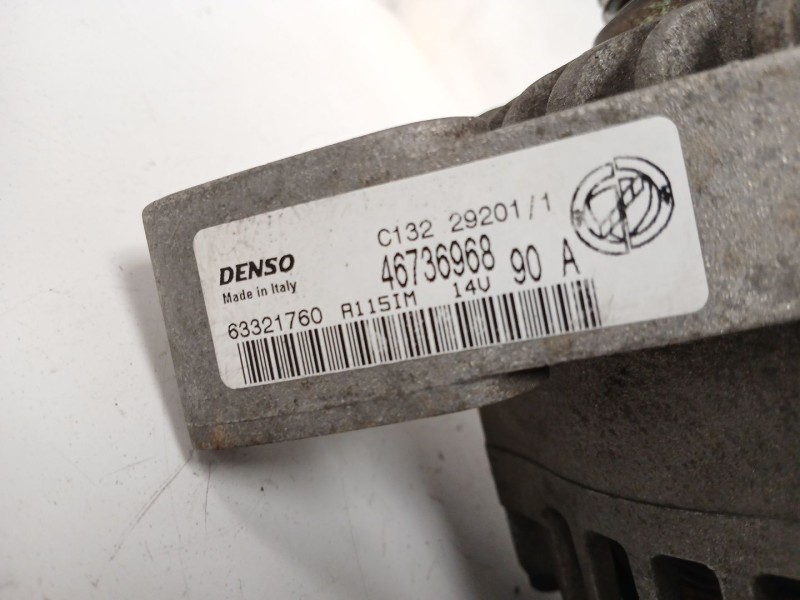 C132 29201/1
DENSO
46736968 90 A
Made in Italy
63321760 A115IM 14V